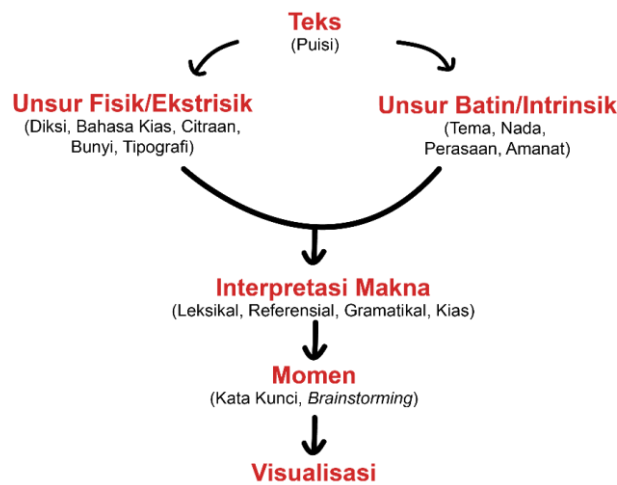 Teks
(Puisi)
Unsur Fisik/Ekstrisik
(Diksi, Bahasa Kias, Citraan,
Bunyi, Tipografi)
Unsur Batin/Intrinsik
(Tema, Nada,
Perasaan, Amanat)
Interpretasi Makna
(Leksikal, Referensial, Gramatikal, Kias)
Momen
(Kata Kunci, Brainstorming)
Visualisasi